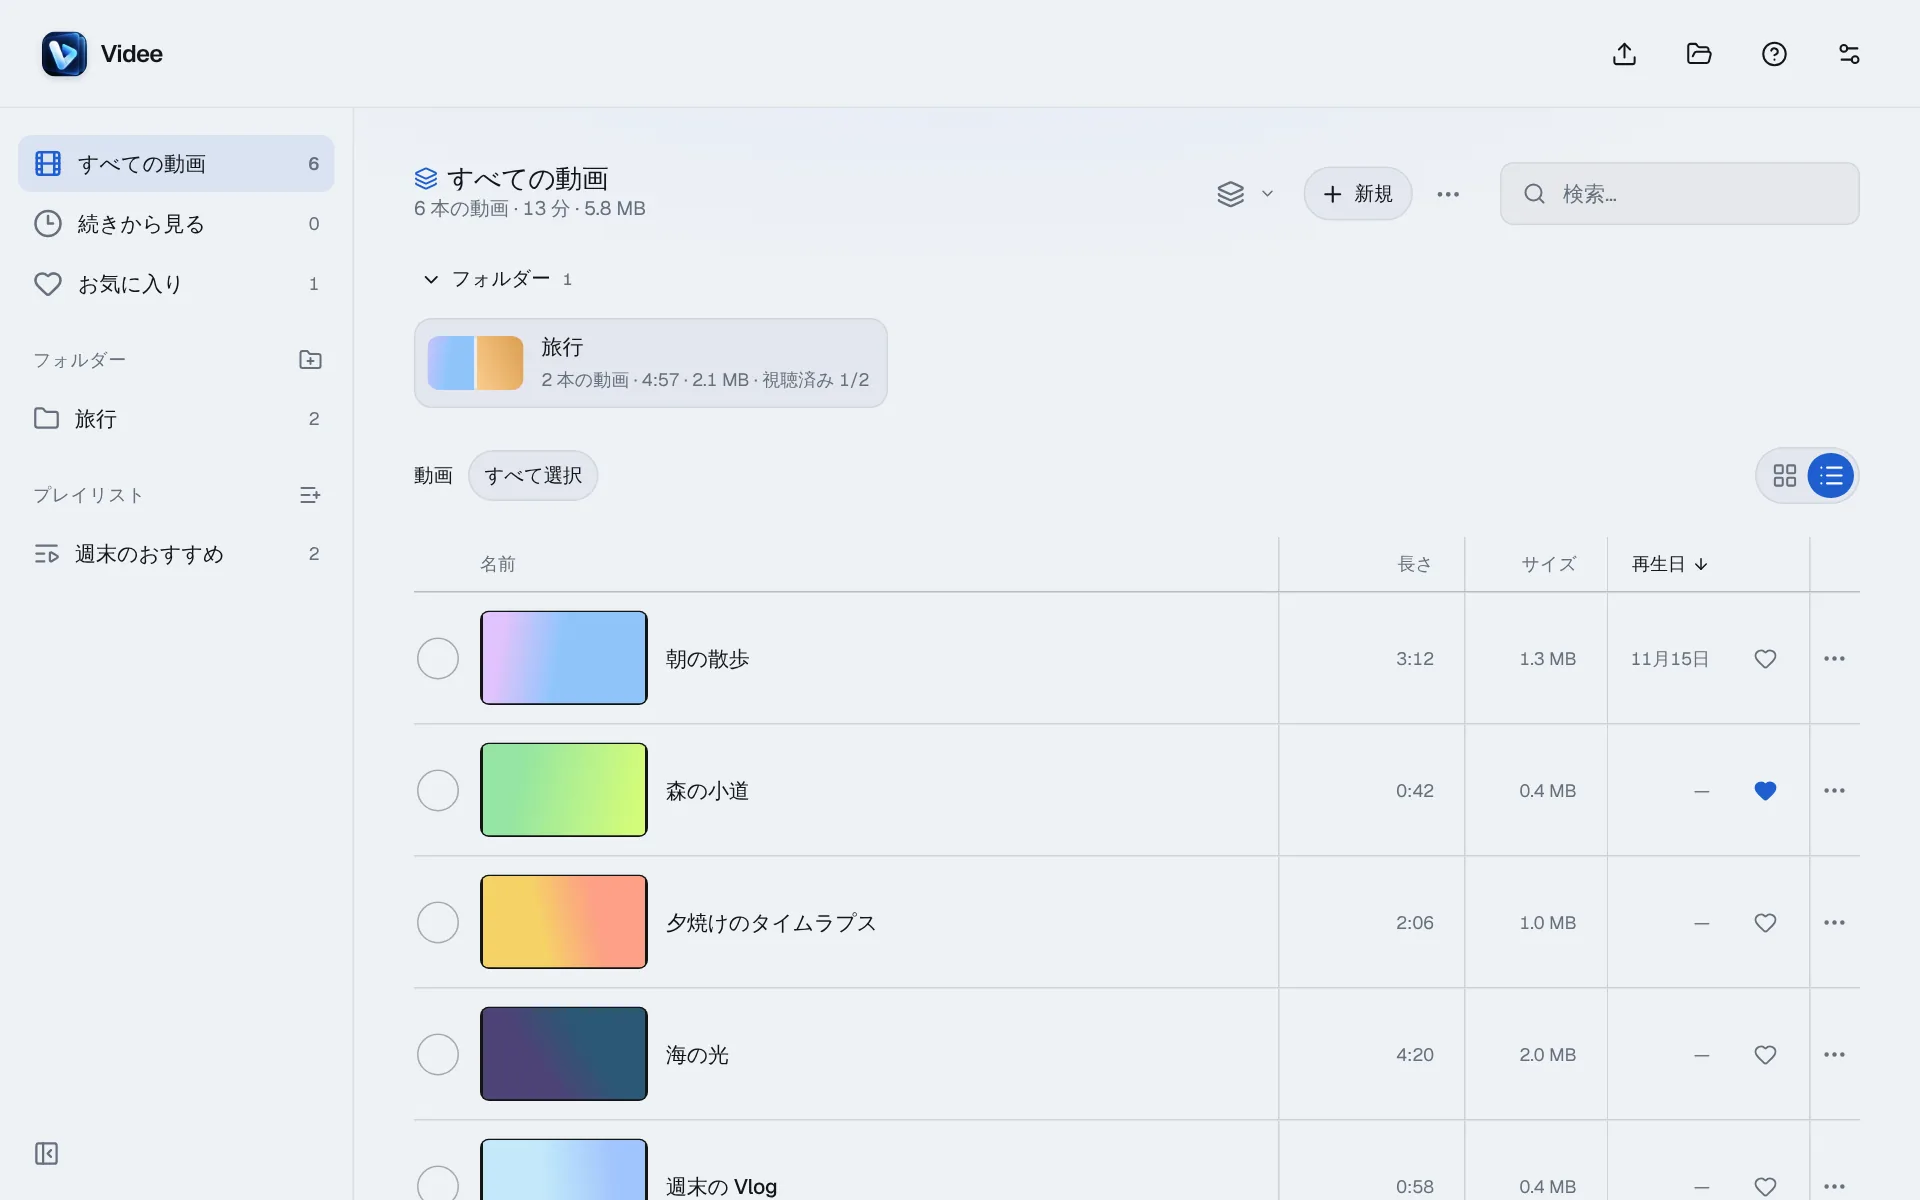 Videe
すべての動画 6
続きから見る 0
お気に入り 1
フォルダー
旅行 2
プレイリスト
週末のおすすめ 2
すべての動画
6 本の動画 · 13 分 · 5.8 MB
新規
検索...
フォルダー 1
旅行
2 本の動画 · 4:57 · 2.1 MB · 視聴済み 1/2
動画 すべて選択
名前 長さ サイズ 再生日
朝の散歩 3:12 1.3 MB 11月15日
森の小道 0:42 0.4 MB —
夕焼けのタイムラプス 2:06 1.0 MB —
海の光 4:20 2.0 MB —
週末の Vlog 0:58 0.4 MB —